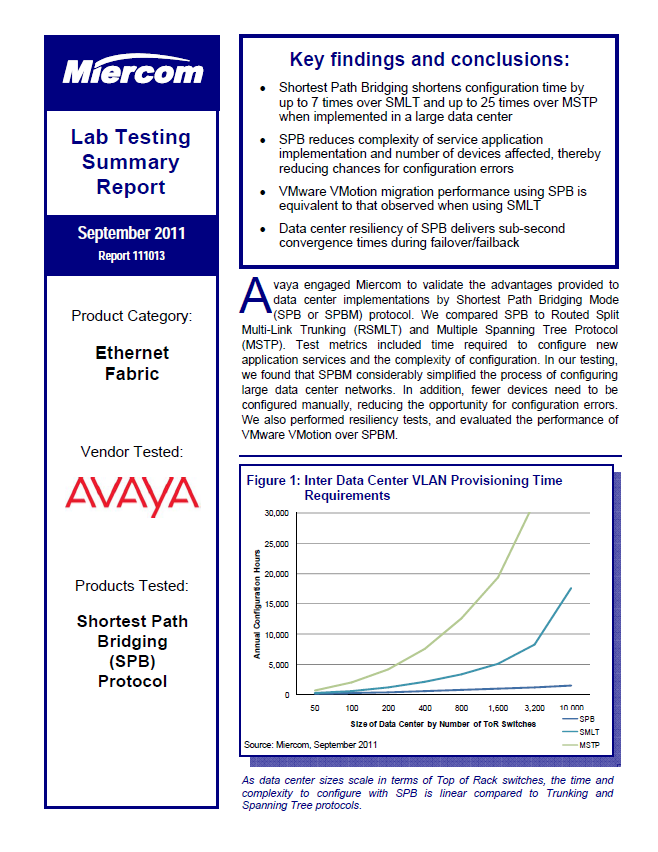 Miercom
Lab Testing
Summary
Report
September 2011
Report 111013
Product Category:
Ethernet
Fabric
Vendor Tested:
AVAYA
Products Tested:
Shortest Path
Bridging
(SPB)
Protocol
Key findings and conclusions:
• Shortest Path Bridging shortens configuration time by
up to 7 times over SMLT and up to 25 times over MSTP
when implemented in a large data center
• SPB reduces complexity of service application
implementation and number of devices affected, thereby
reducing chances for configuration errors
• VMware VMotion migration performance using SPB is
equivalent to that observed when using SMLT
• Data center resiliency of SPB delivers sub-second
convergence times during failover/failback
Avaya engaged Miercom to validate the advantages provided to
data center implementations by Shortest Path Bridging Mode
(SPB or SPBM) protocol. We compared SPB to Routed Split
Multi-Link Trunking (RSMLT) and Multiple Spanning Tree Protocol
(MSTP). Test metrics included time required to configure new
application services and the complexity of configuration. In our testing,
we found that SPBM considerably simplified the process of configuring
large data center networks. In addition, fewer devices need to be
configured manually, reducing the opportunity for configuration errors.
We also performed resiliency tests, and evaluated the performance of
VMware VMotion over SPBM.
Figure 1: Inter Data Center VLAN Provisioning Time
Requirements
Annual Configuration Hours
30,000
25,000
20,000
15,000
10,000
5,000
0
50 100 200 400 800 1,600 3,200 10,000
Size of Data Center by Number of ToR Switches
SPB
SMLT
MSTP
Source: Miercom, September 2011
As data center sizes scale in terms of Top of Rack switches, the time and
complexity to configure with SPB is linear compared to Trunking and
Spanning Tree protocols.